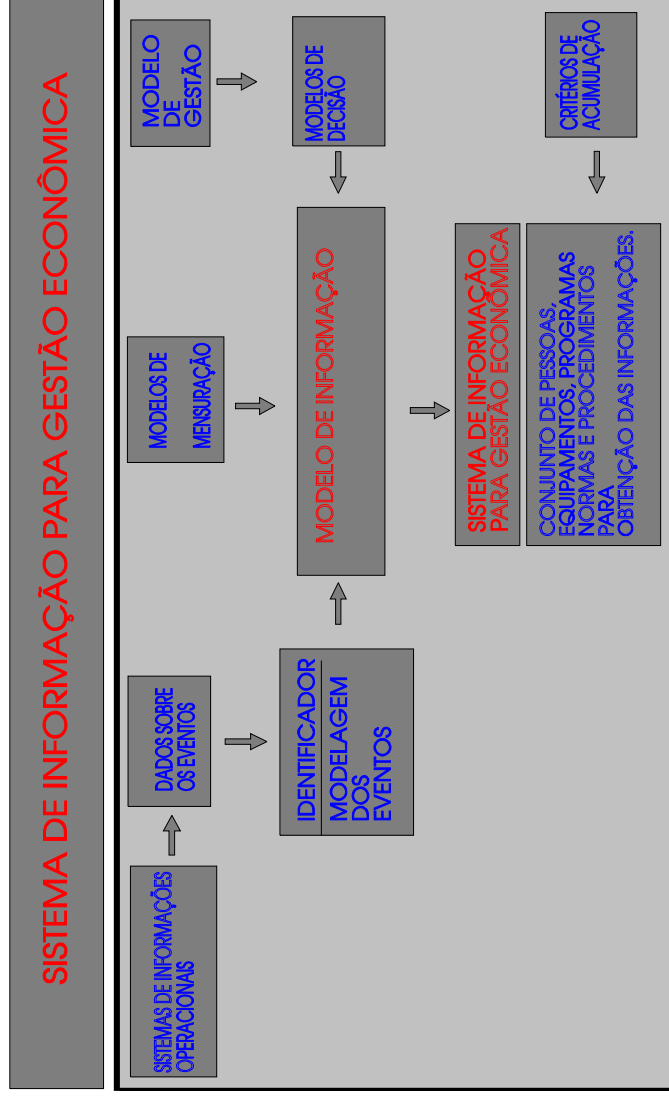 SISTEMA DE INFORMAÇÃO PARA GESTÃO ECONÔMICA
SISTEMAS DE INFORMAÇÕES
OPERACIONAIS
DADOS SOBRE
OS EVENTOS
MODELOS DE
MENSURAÇÃO
MODELO
DE
GESTÃO
IDENTIFICADOR
MODELAGEM
DOS
EVENTOS
MODELO DE INFORMAÇÃO
MODELOS DE
DECISÃO
SISTEMA DE INFORMAÇÃO
PARA GESTÃO ECONÔMICA
CONJUNTO DE PESSOAS,
EQUIPAMENTOS, PROGRAMAS
NORMAS E PROCEDIMENTOS
PARA
OBTENÇÃO DAS INFORMAÇÕES.
CRITÉRIOS DE
ACUMULAÇÃO